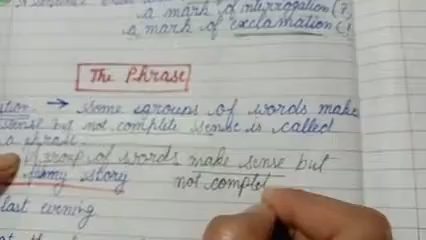 a mark of interrogation (?)
a mark of exclamation (!
The Phrase
→ some groups of words make
sense but not complete sense is called
a phrase.
group of words make sense but
funny story not complet
last evening